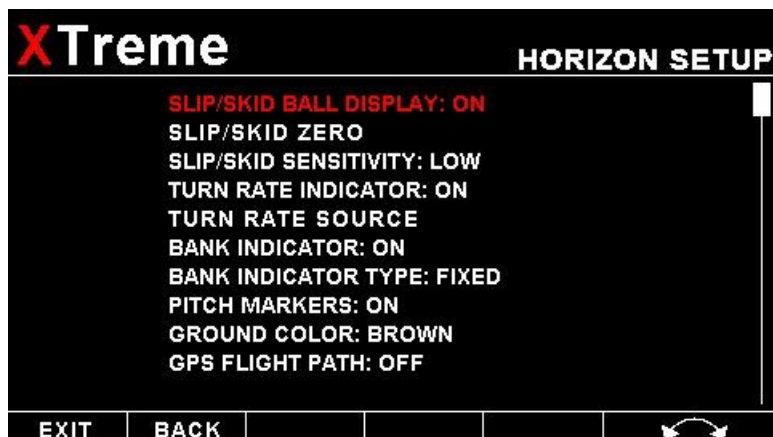 XTreme
HORIZON SETUP
SLIP/SKID BALL DISPLAY: ON
SLIP/SKID ZERO
SLIP/SKID SENSITIVITY: LOW
TURN RATE INDICATOR: ON
TURN RATE SOURCE
BANK INDICATOR: ON
BANK INDICATOR TYPE: FIXED
PITCH MARKERS: ON
GROUND COLOR: BROWN
GPS FLIGHT PATH: OFF
EXIT BACK